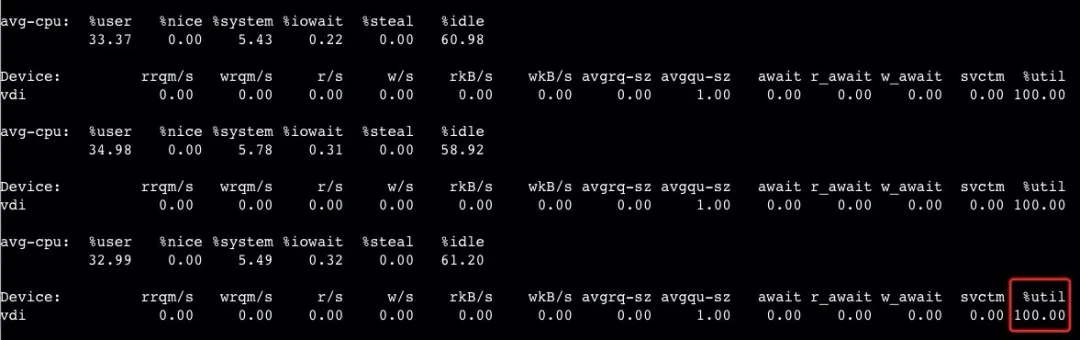 avg-cpu: %user %nice %system %iowait %steal %idle
33.37 0.00 5.43 0.22 0.00 60.98
Device: rrqm/s wrqm/s r/s w/s rkB/s wkB/s avgrq-sz avgqu-sz await r_await w_await svctm %util
vdi 0.00 0.00 0.00 0.00 0.00 0.00 0.00 1.00 0.00 0.00 0.00 0.00 100.00
avg-cpu: %user %nice %system %iowait %steal %idle
34.98 0.00 5.78 0.31 0.00 58.92
Device: rrqm/s wrqm/s r/s w/s rkB/s wkB/s avgrq-sz avgqu-sz await r_await w_await svctm %util
vdi 0.00 0.00 0.00 0.00 0.00 0.00 0.00 1.00 0.00 0.00 0.00 0.00 100.00
avg-cpu: %user %nice %system %iowait %steal %idle
32.99 0.00 5.49 0.32 0.00 61.20
Device: rrqm/s wrqm/s r/s w/s rkB/s wkB/s avgrq-sz avgqu-sz await r_await w_await svctm %util
vdi 0.00 0.00 0.00 0.00 0.00 0.00 0.00 1.00 0.00 0.00 0.00 0.00 100.00